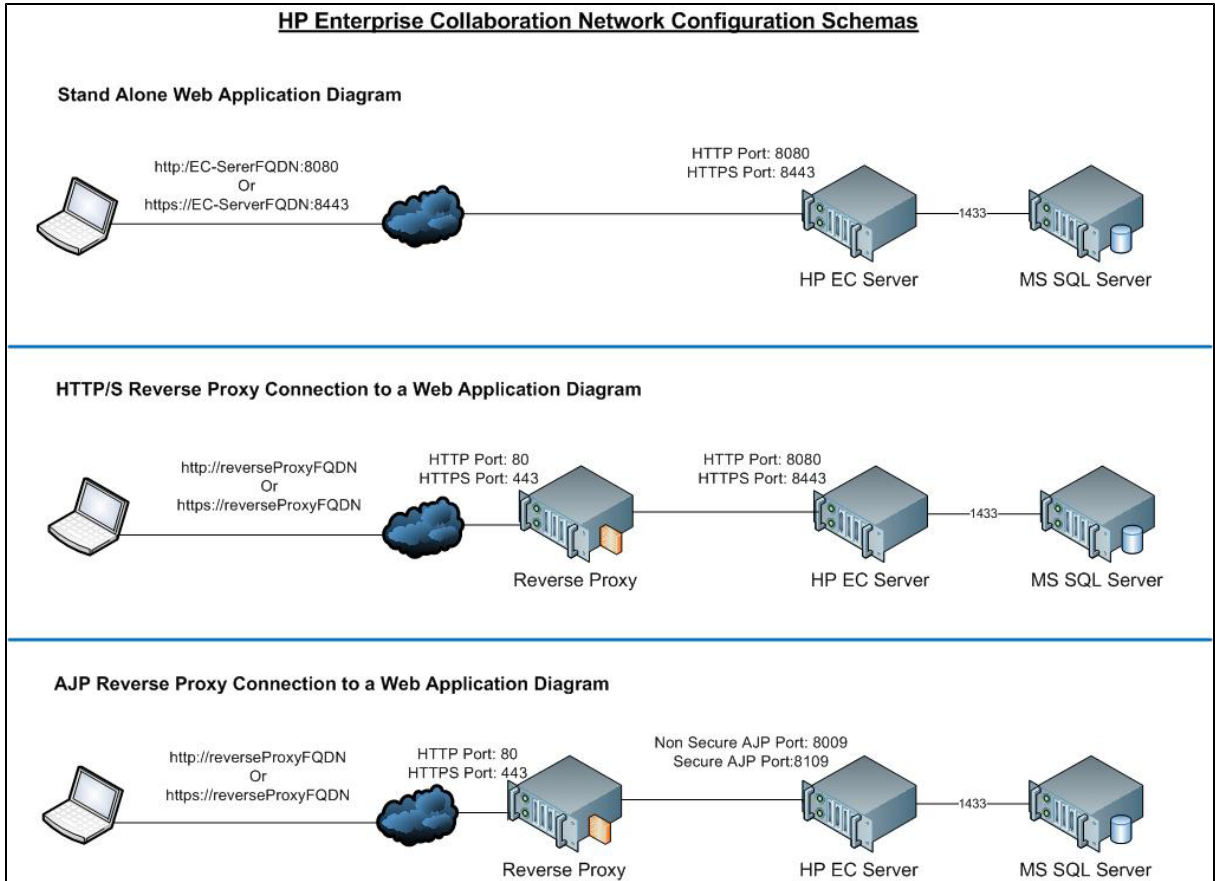 HP Enterprise Collaboration Network Configuration Schemas
Stand Alone Web Application Diagram
http:/EC-SererFQDN:8080
Or
https://EC-ServerFQDN:8443
HTTP Port: 8080
HTTPS Port: 8443
1433
HP EC Server
MS SQL Server
HTTP/S Reverse Proxy Connection to a Web Application Diagram
http://reverseProxyFQDN
Or
https://reverseProxyFQDN
HTTP Port: 80
HTTPS Port: 443
HTTP Port: 8080
HTTPS Port: 8443
1433
Reverse Proxy
HP EC Server
MS SQL Server
AJP Reverse Proxy Connection to a Web Application Diagram
http://reverseProxyFQDN
Or
https://reverseProxyFQDN
HTTP Port: 80
HTTPS Port: 443
Non Secure AJP Port: 8009
Secure AJP Port:8109
1433
Reverse Proxy
HP EC Server
MS SQL Server